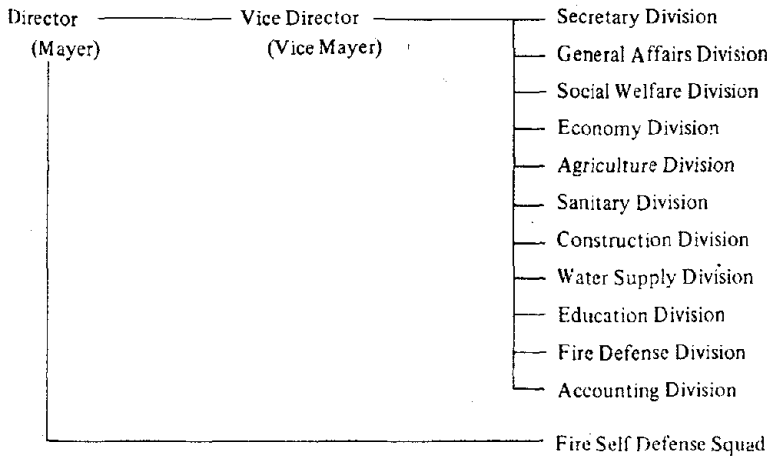 Director Vice Director Secretary Division
(Mayer) (Vice Mayer) General Affairs Division
Social Welfare Division
Economy Division
Agriculture Division
Sanitary Division
Construction Division
Water Supply Division
Education Division
Fire Defense Division
Accounting Division
Fire Self Defense Squad